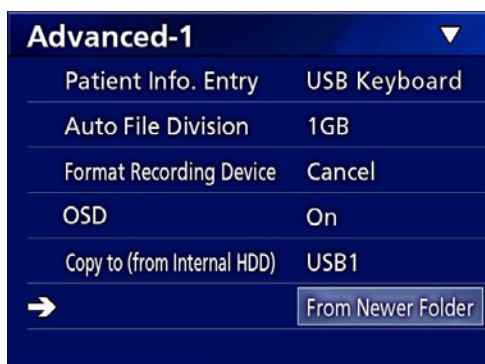 Advanced-1
Patient Info. Entry USB Keyboard
Auto File Division 1GB
Format Recording Device Cancel
OSD On
Copy to (from Internal HDD) USB1
From Newer Folder